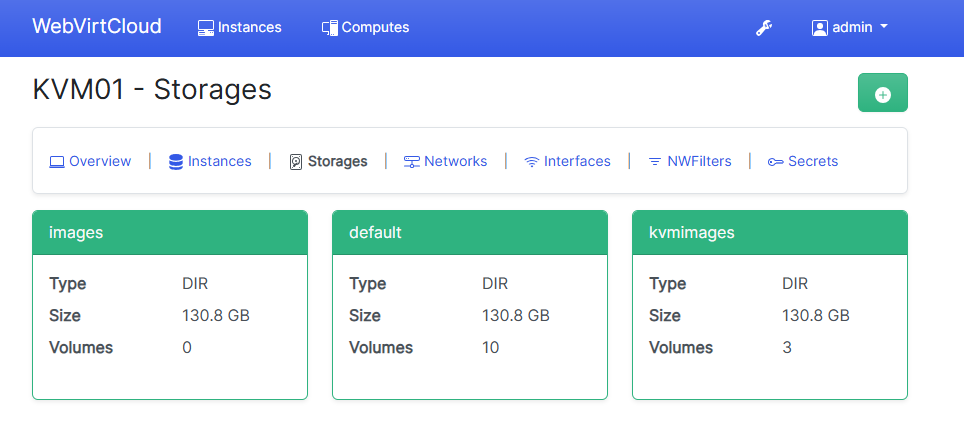 WebVirtCloud Instances Computes admin
KVM01 - Storages
Overview | Instances | Storages | Networks | Interfaces | NWFilters | Secrets
images
Type DIR
Size 130.8 GB
Volumes 0
default
Type DIR
Size 130.8 GB
Volumes 10
kvmimages
Type DIR
Size 130.8 GB
Volumes 3